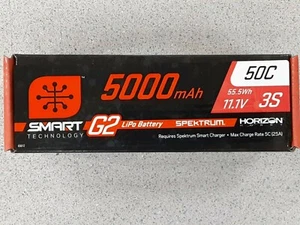 5000mAh
50C
55.5Wh
11.1V 3S
SMART
TECHNOLOGY
G2 LiPo Battery
SPEKTRUM
HORIZON
Requires Spektrum Smart Charger • Max Charge Rate 5C (25A)